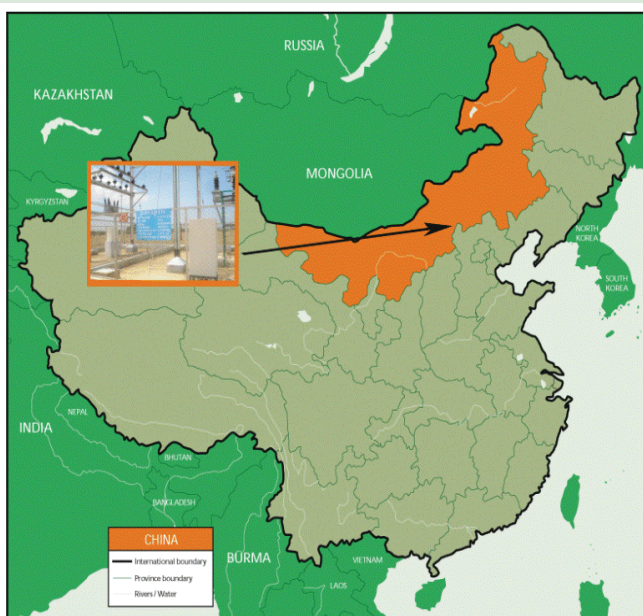 RUSSIA
KAZAKHSTAN
MONGOLIA
KYRGYZSTAN
NORTH
KOREA
SOUTH
KOREA
INDIA
NEPAL
BHUTAN
BANGLADESH
BURMA
VIETNAM
LAOS
CHINA
International boundary
Province boundary
Rivers / Water